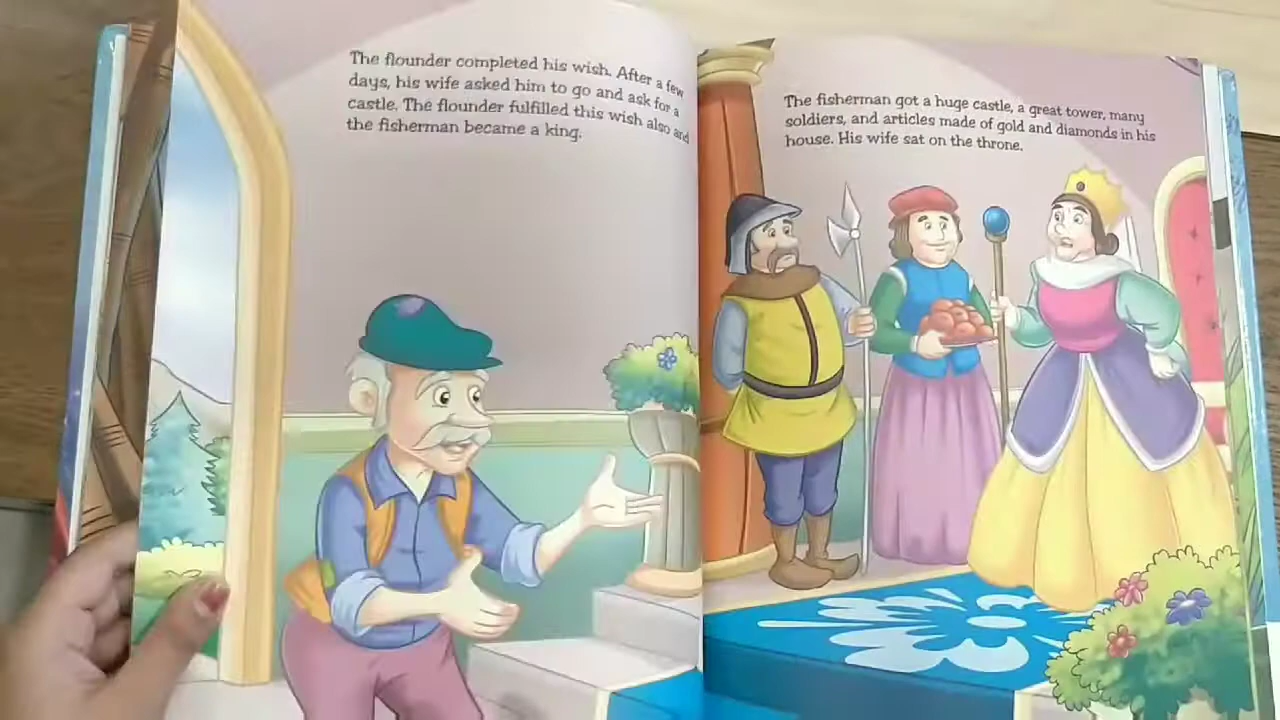 The flounder completed his wish. After a few
days, his wife asked him to go and ask for a
castle. The flounder fulfilled this wish also and
the fisherman became a king.
The fisherman got a huge castle, a great tower, many
soldiers, and articles made of gold and diamonds in his
house. His wife sat on the throne.